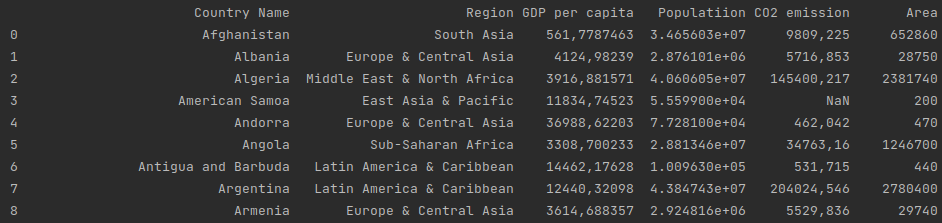 Country Name Region GDP per capita Populatiion CO2 emission Area
0 Afghanistan South Asia 561,7787463 3.465603e+07 9809,225 652860
1 Albania Europe & Central Asia 4124,98239 2.876101e+06 5716,853 28750
2 Algeria Middle East & North Africa 3916,881571 4.060605e+07 145400,217 2381740
3 American Samoa East Asia & Pacific 11834,74523 5.559900e+04 NaN 200
4 Andorra Europe & Central Asia 36988,62203 7.728100e+04 462,042 470
5 Angola Sub-Saharan Africa 3308,700233 2.881346e+07 34763,16 1246700
6 Antigua and Barbuda Latin America & Caribbean 14462,17628 1.009630e+05 531,715 440
7 Argentina Latin America & Caribbean 12440,32098 4.384743e+07 204024,546 2780400
8 Armenia Europe & Central Asia 3614,688357 2.924816e+06 5529,836 29740